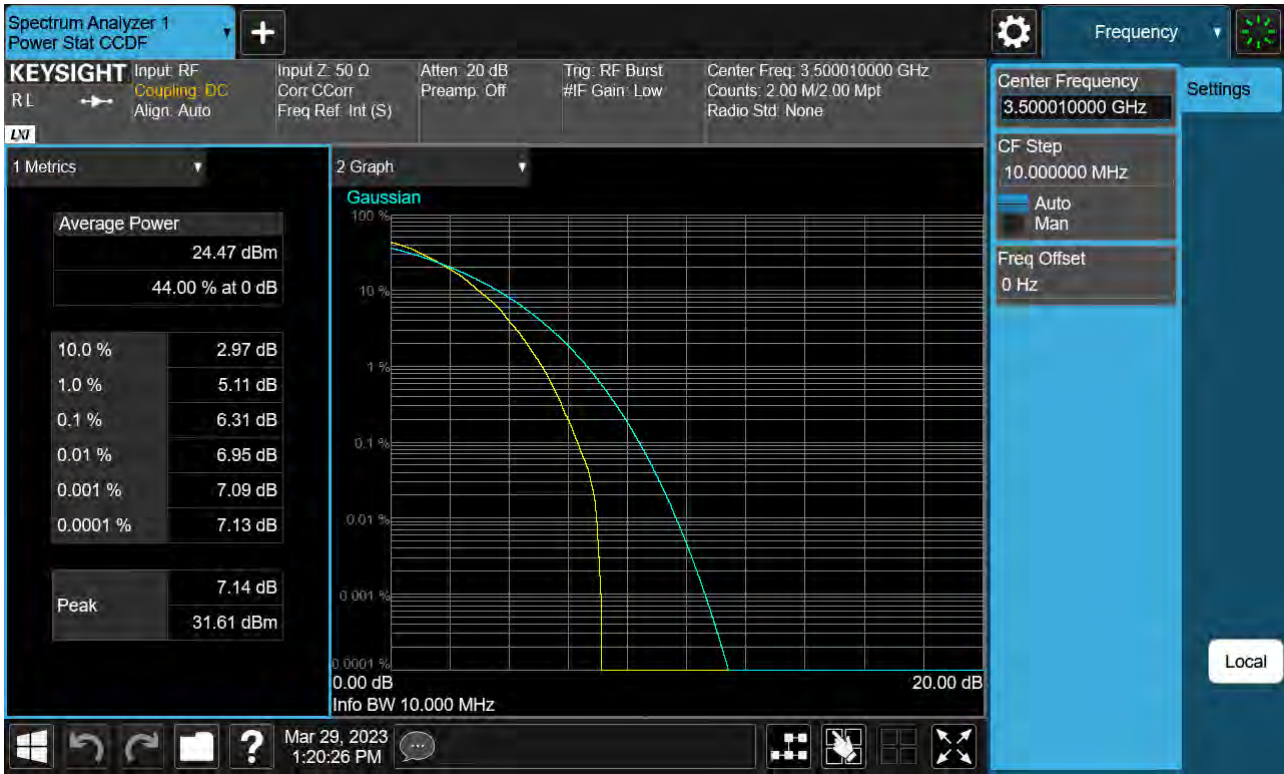 Spectrum Analyzer 1
Power Stat CCDF
+
Frequency
KEYSIGHT
RL
LXI
Input: RF
Coupling: DC
Align: Auto
Input Z: 50 Ω
Corr CCorr
Freq Ref: Int (S)
Atten: 20 dB
Preamp: Off
Trig: RF Burst
#IF Gain: Low
Center Freq: 3.500010000 GHz
Counts: 2.00 M/2.00 Mpt
Radio Std: None
Center Frequency
3.500010000 GHz
Settings
CF Step
10.000000 MHz
Auto
Man
Freq Offset
0 Hz
1 Metrics
Average Power
24.47 dBm
44.00 % at 0 dB
10.0 % 2.97 dB
1.0 % 5.11 dB
0.1 % 6.31 dB
0.01 % 6.95 dB
0.001 % 7.09 dB
0.0001 % 7.13 dB
Peak
7.14 dB
31.61 dBm
2 Graph
Gaussian
100 %
10 %
1 %
0.1 %
0.01 %
0.001 %
0.0001 %
0.00 dB 20.00 dB
Info BW 10.000 MHz
Local
?
Mar 29, 2023
1:20:26 PM